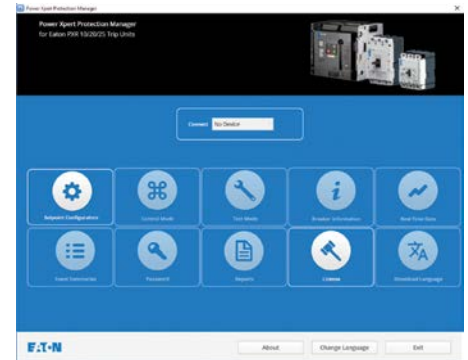 Power Xpert Protection Manager
Power Xpert Protection Manager
for Eaton PXR 10/20/25 Trip Units
Connect No Device
Setpoint Configuration Control Mode Test Mode Breaker Information Real Time Data
Event Summaries Password Reports License Download Language
EATON About Change Language Exit